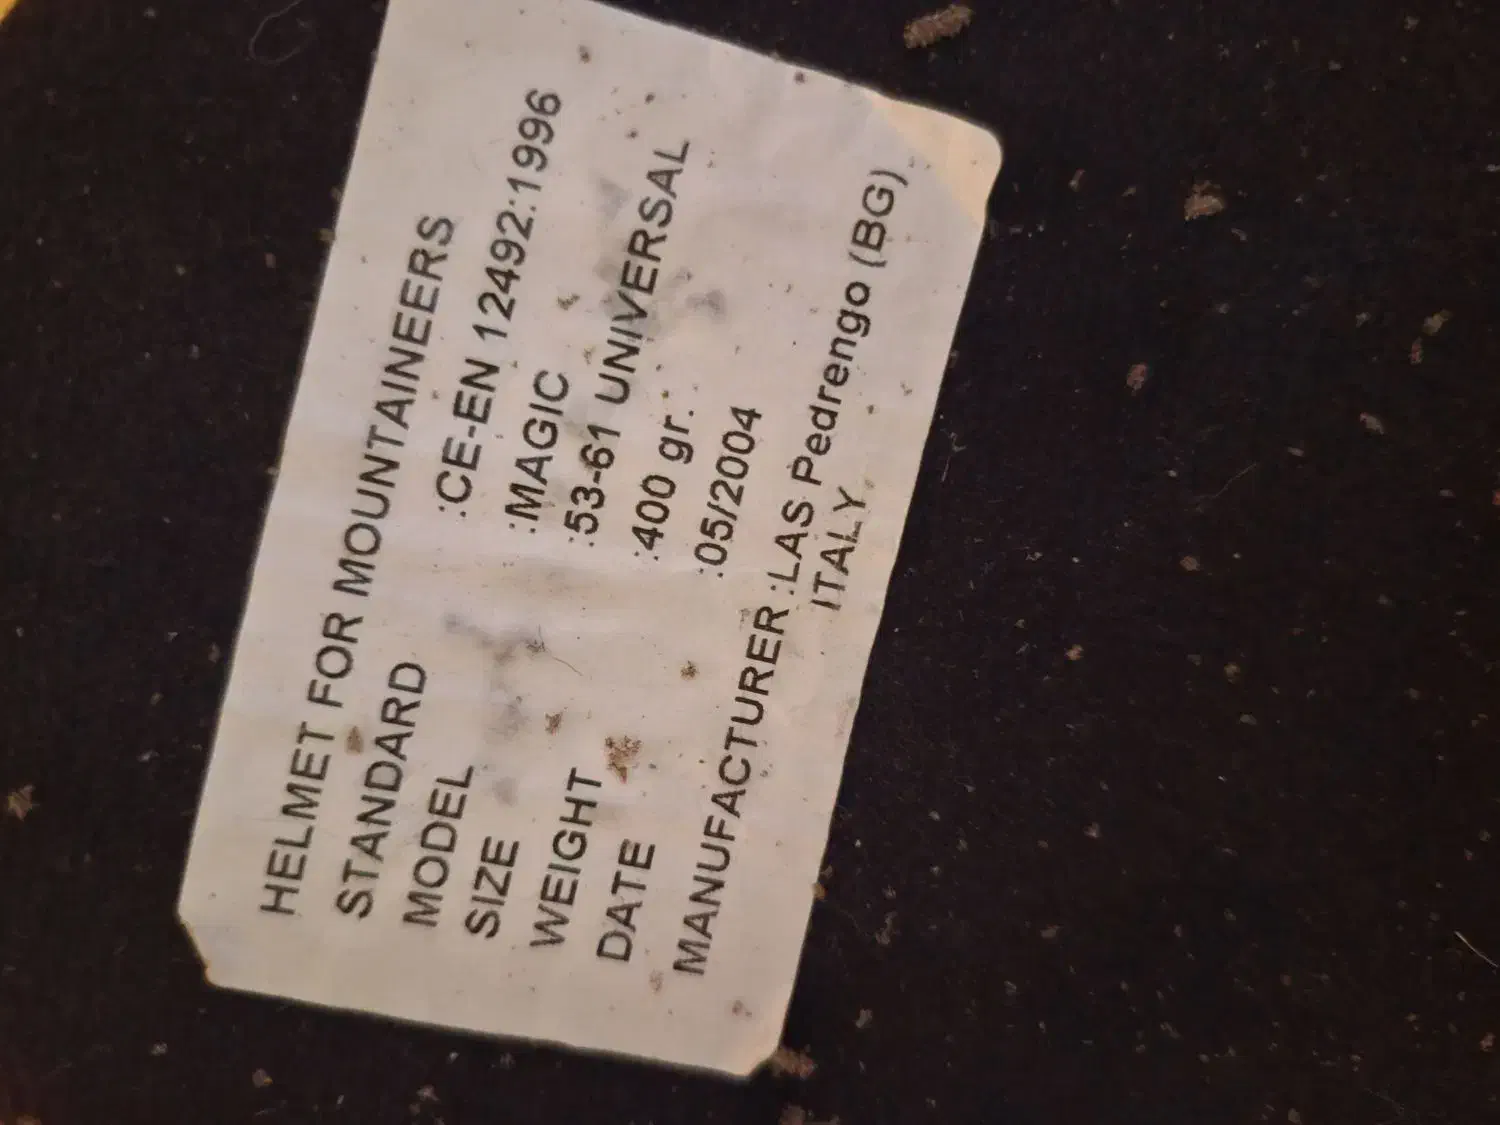 HELMET FOR MOUNTAINEERS
STANDARD :CE-EN 12492:1996
MODEL :MAGIC
SIZE :53-61 UNIVERSAL
WEIGHT :400 gr.
DATE :05/2004
MANUFACTURER :LAS Pedrengo (BG)
ITALY